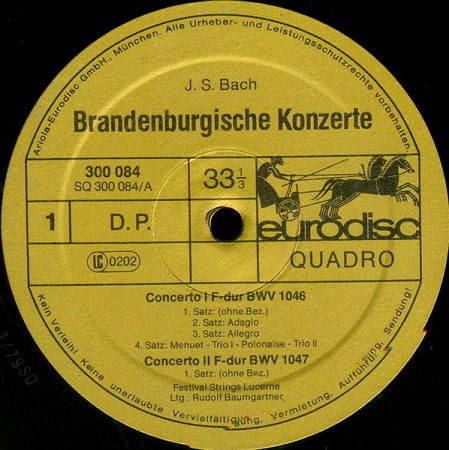 Ariola-Eurodisc GmbH., München. Alle Urheber- und Leistungsschutzrechte vorbehalten.
J. S. Bach
Brandenburgische Konzerte
300 084
SQ 300 084/A
33 1/3
1
D. P.
LC 0202
eurodisc
QUADRO
Concerto I F-dur BWV 1046
1. Satz: (ohne Bez.)
2. Satz: Adagio
3. Satz: Allegro
4. Satz: Menuet - Trio I - Polonaise - Trio II
Concerto II F-dur BWV 1047
1. Satz: (ohne Bez.)
Festival Strings Lucerne
Ltg.: Rudolf Baumgartner
Kein Verleih! Keine unerlaubte Vervielfältigung, Vermietung, Aufführung, Sendung!